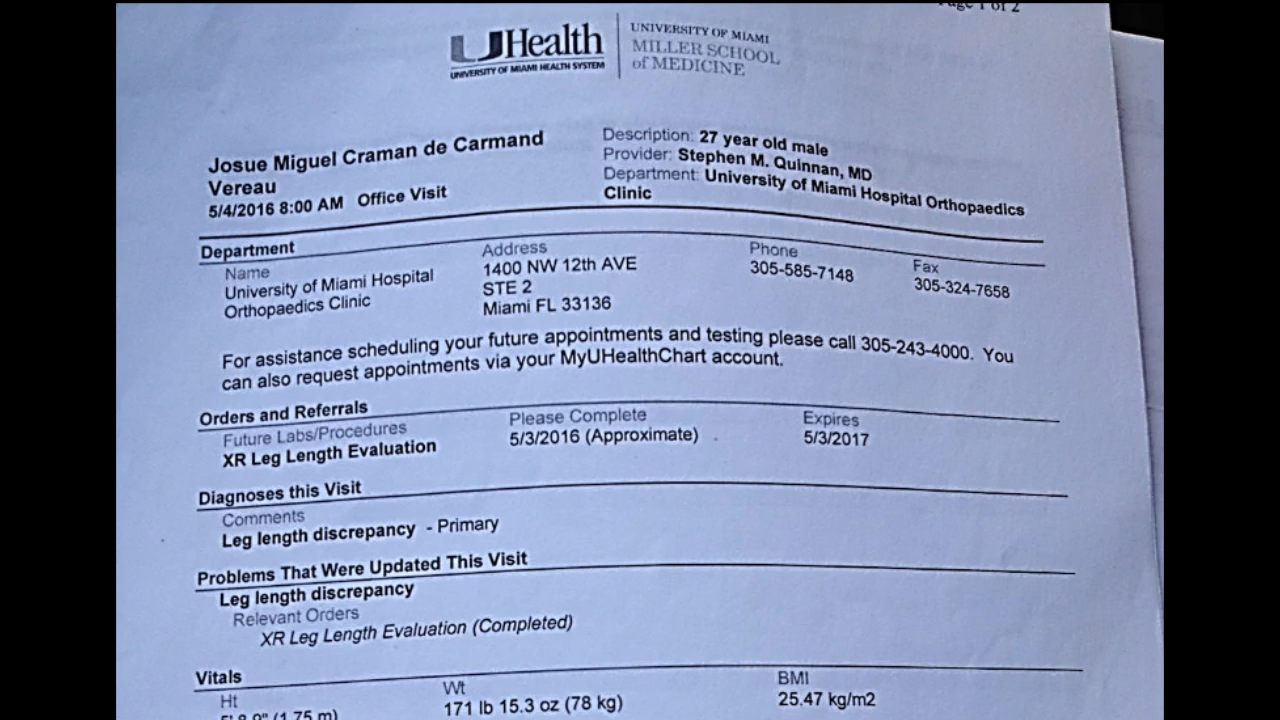 Page 1 of 2
UHealth
UNIVERSITY OF MIAMI HEALTH SYSTEM
UNIVERSITY OF MIAMI
MILLER SCHOOL
of MEDICINE
Josue Miguel Craman de Carmand
Vereau
5/4/2016 8:00 AM Office Visit
Description: 27 year old male
Provider: Stephen M. Quinnan, MD
Department: University of Miami Hospital Orthopaedics
Clinic
Department
Name
University of Miami Hospital
Orthopaedics Clinic
Address
1400 NW 12th AVE
STE 2
Miami FL 33136
Phone
305-585-7148
Fax
305-324-7658
For assistance scheduling your future appointments and testing please call 305-243-4000. You
can also request appointments via your MyUHealthChart account.
Orders and Referrals
Future Labs/Procedures
XR Leg Length Evaluation
Please Complete
5/3/2016 (Approximate)
Expires
5/3/2017
Diagnoses this Visit
Comments
Leg length discrepancy - Primary
Problems That Were Updated This Visit
Leg length discrepancy
Relevant Orders
XR Leg Length Evaluation (Completed)
Vitals
Ht
(1.75 m)
Wt
171 lb 15.3 oz (78 kg)
BMI
25.47 kg/m2